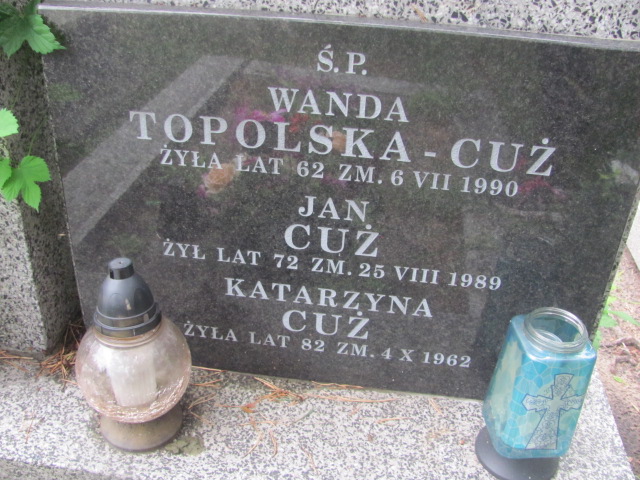 Ś.P.
WANDA
TOPOLSKA - CUŻ
ŻYŁA LAT 62 ZM. 6 VII 1990
JAN
CUŻ
ŻYŁ LAT 72 ZM. 25 VIII 1989
KATARZYNA
CUŻ
ŻYŁA LAT 82 ZM. 4 X 1962